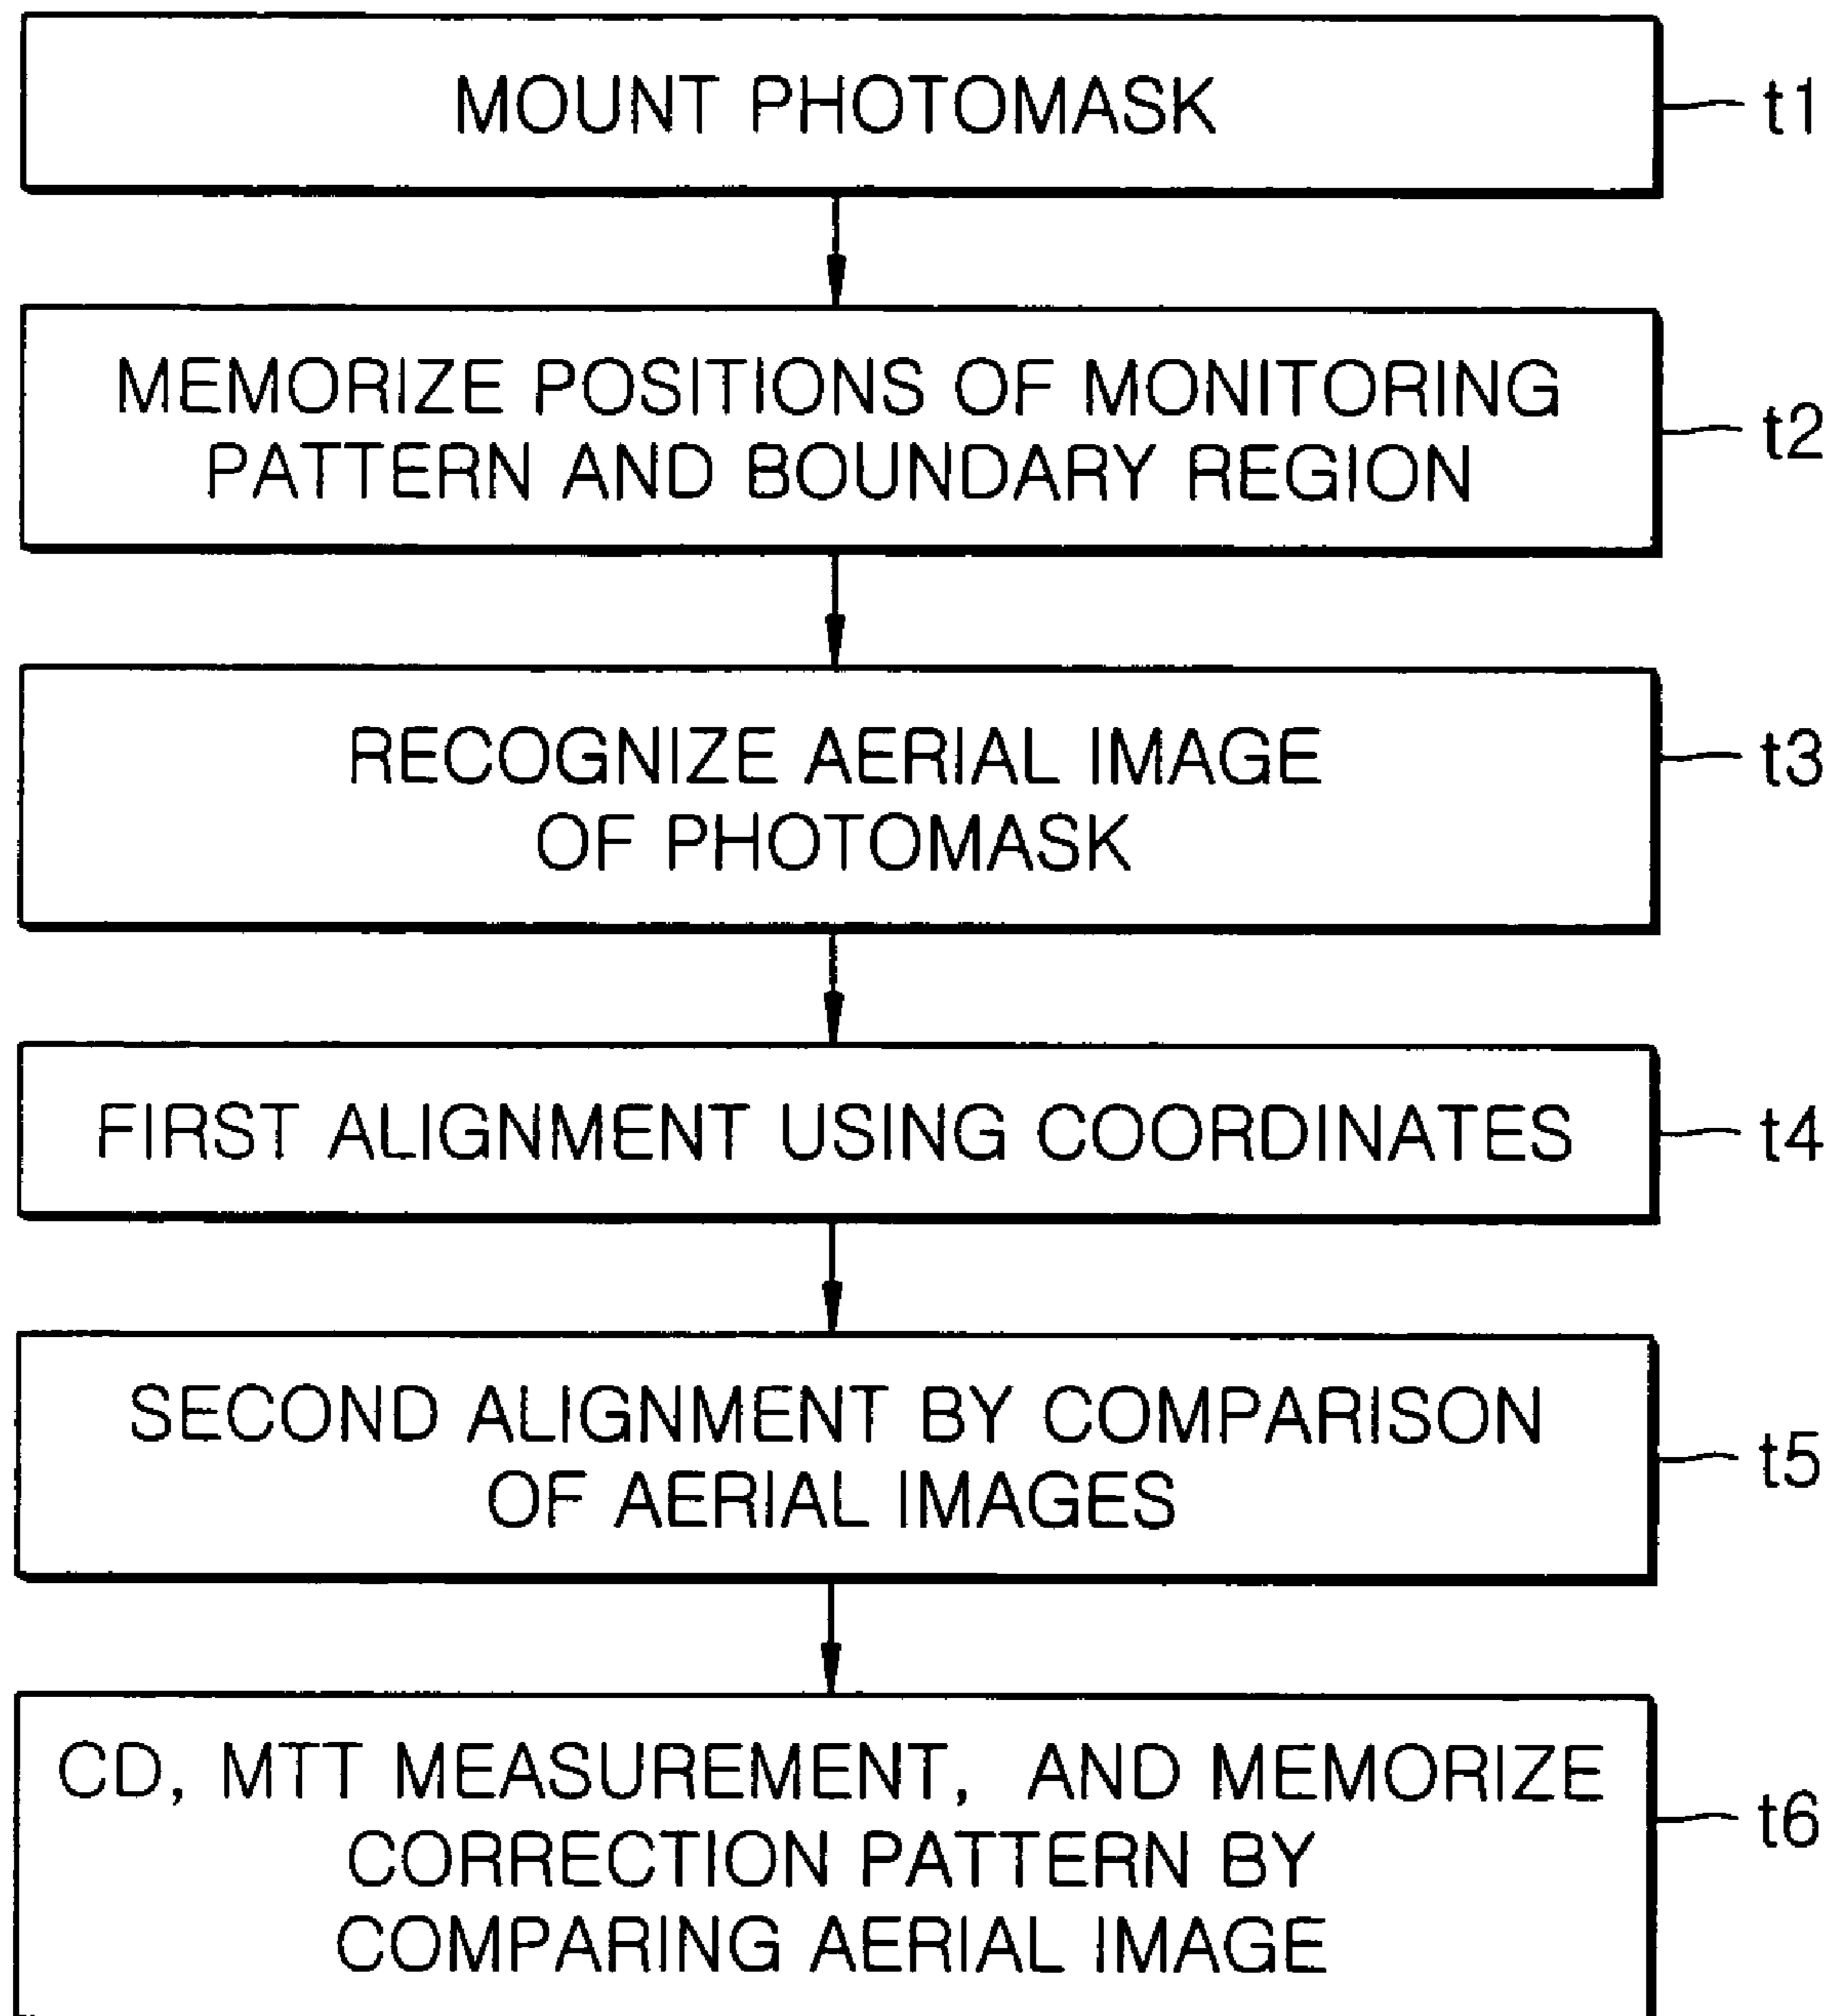 MOUNT PHOTOMASK
t1
MEMORIZE POSITIONS OF MONITORING
PATTERN AND BOUNDARY REGION
t2
RECOGNIZE AERIAL IMAGE
OF PHOTOMASK
t3
FIRST ALIGNMENT USING COORDINATES
t4
SECOND ALIGNMENT BY COMPARISON
OF AERIAL IMAGES
t5
CD, MTT MEASUREMENT, AND MEMORIZE
CORRECTION PATTERN BY
COMPARING AERIAL IMAGE
t6